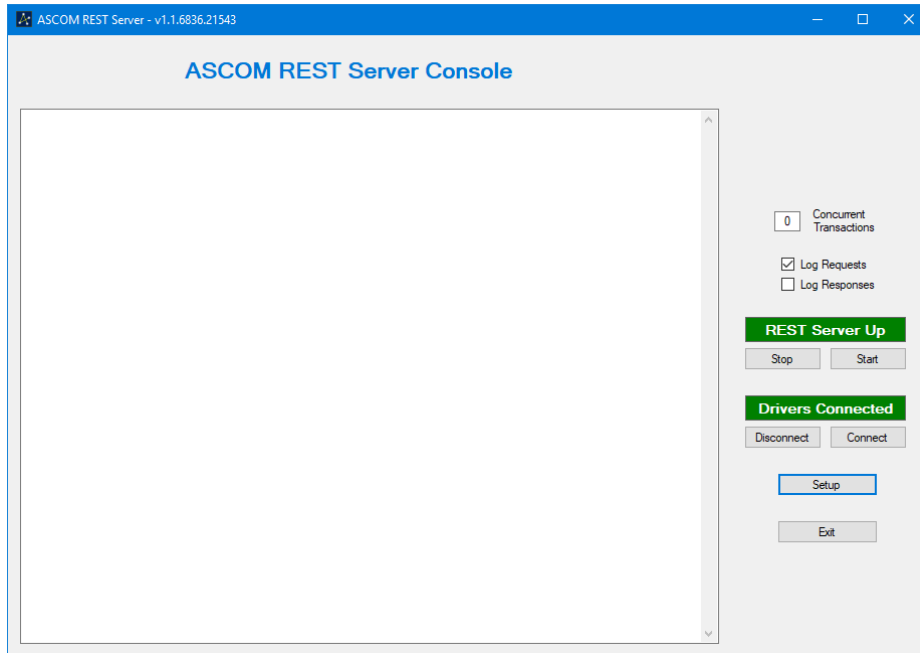 ASCOM REST Server - v1.1.6836.21543
ASCOM REST Server Console
0
Concurrent
Transactions
Log Requests
Log Responses
REST Server Up
Stop Start
Drivers Connected
Disconnect Connect
Setup
Exit